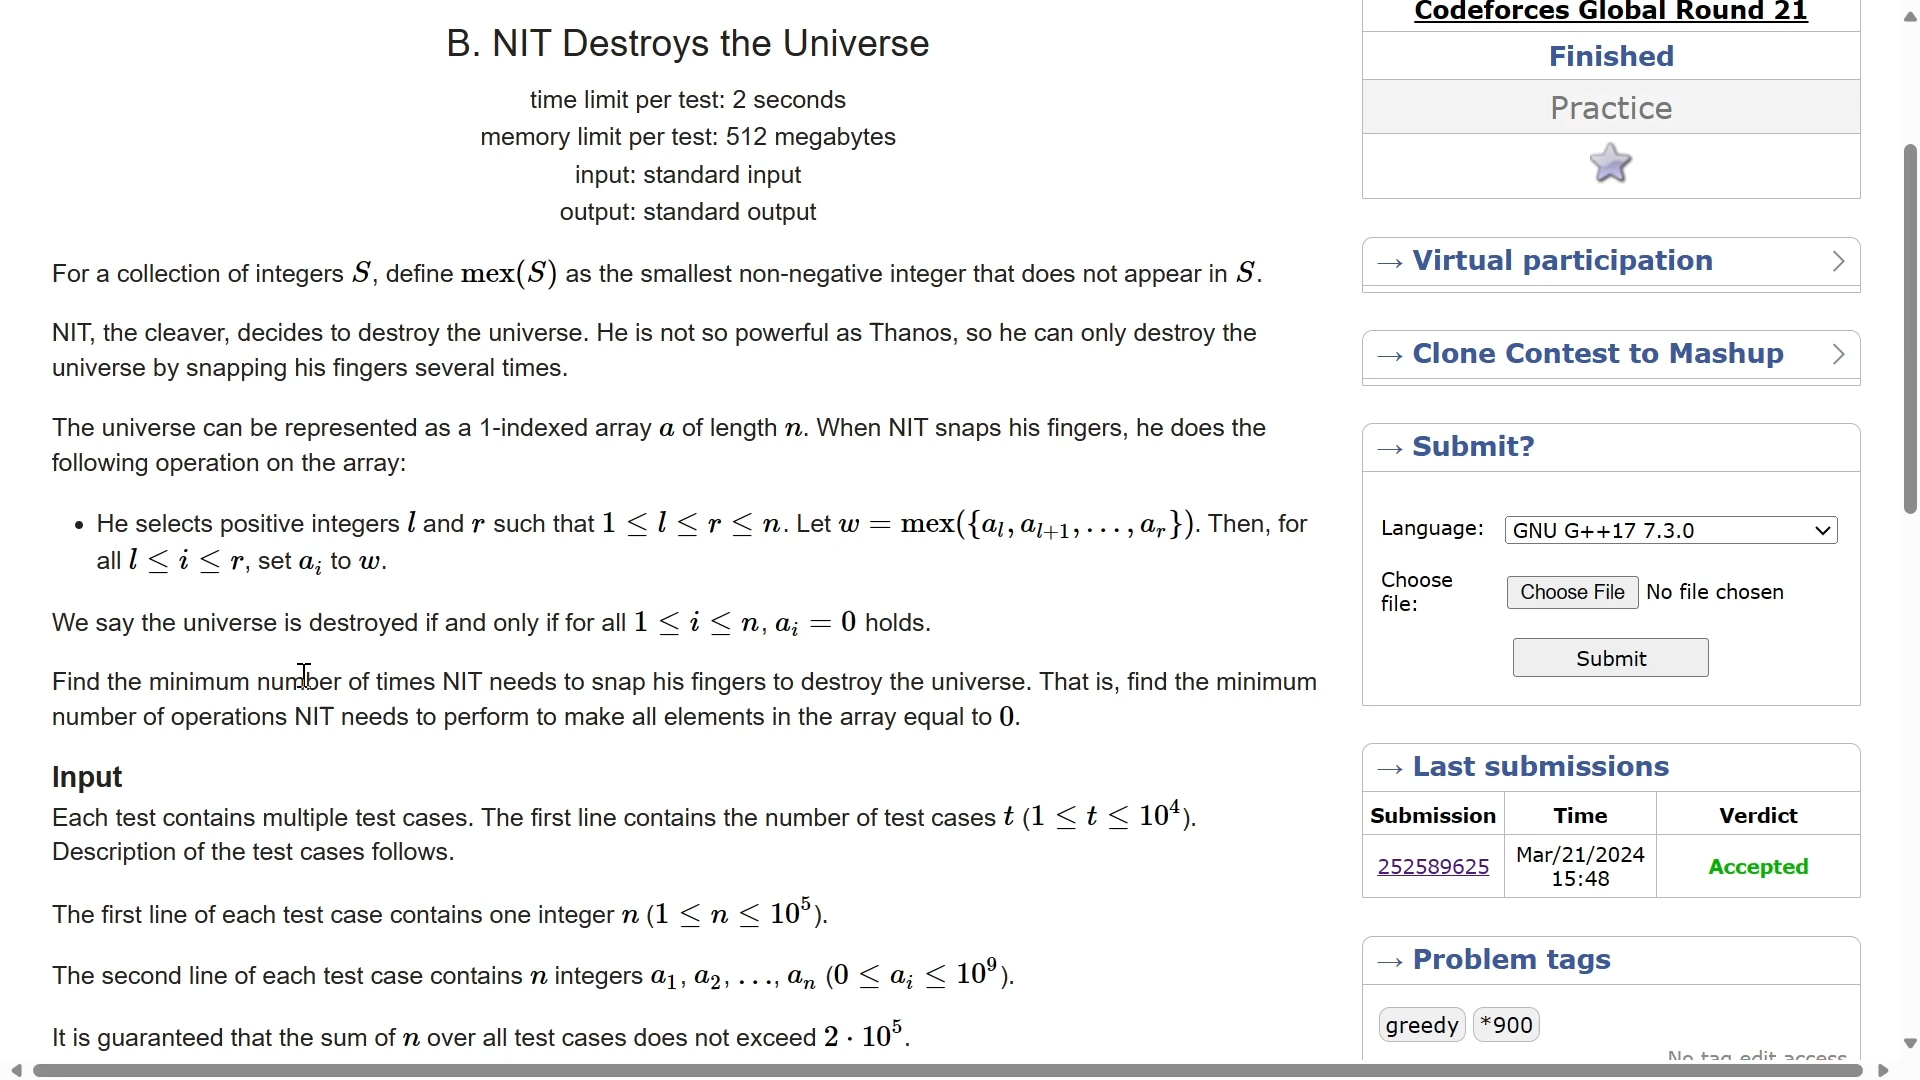 B. NIT Destroys the Universe
time limit per test: 2 seconds
memory limit per test: 512 megabytes
input: standard input
output: standard output
For a collection of integers S, define mex(S) as the smallest non-negative integer that does not appear in S.
NIT, the cleaver, decides to destroy the universe. He is not so powerful as Thanos, so he can only destroy the
universe by snapping his fingers several times.
The universe can be represented as a 1-indexed array a of length n. When NIT snaps his fingers, he does the
following operation on the array:
• He selects positive integers l and r such that 1 ≤ l ≤ r ≤ n. Let w = mex({a_l, a_{l+1}, …, a_r}). Then, for
all l ≤ i ≤ r, set a_i to w.
We say the universe is destroyed if and only if for all 1 ≤ i ≤ n, a_i = 0 holds.
Find the minimum number of times NIT needs to snap his fingers to destroy the universe. That is, find the minimum
number of operations NIT needs to perform to make all elements in the array equal to 0.
Input
Each test contains multiple test cases. The first line contains the number of test cases t (1 ≤ t ≤ 10^4).
Description of the test cases follows.
The first line of each test case contains one integer n (1 ≤ n ≤ 10^5).
The second line of each test case contains n integers a_1, a_2, …, a_n (0 ≤ a_i ≤ 10^9).
It is guaranteed that the sum of n over all test cases does not exceed 2 · 10^5.
Codeforces Global Round 21
Finished
Practice
→ Virtual participation
→ Clone Contest to Mashup
→ Submit?
Language: GNU G++17 7.3.0
Choose
file: Choose File No file chosen
Submit
→ Last submissions
Submission Time Verdict
252589625 Mar/21/2024
15:48 Accepted
→ Problem tags
greedy *900
No tag edit access